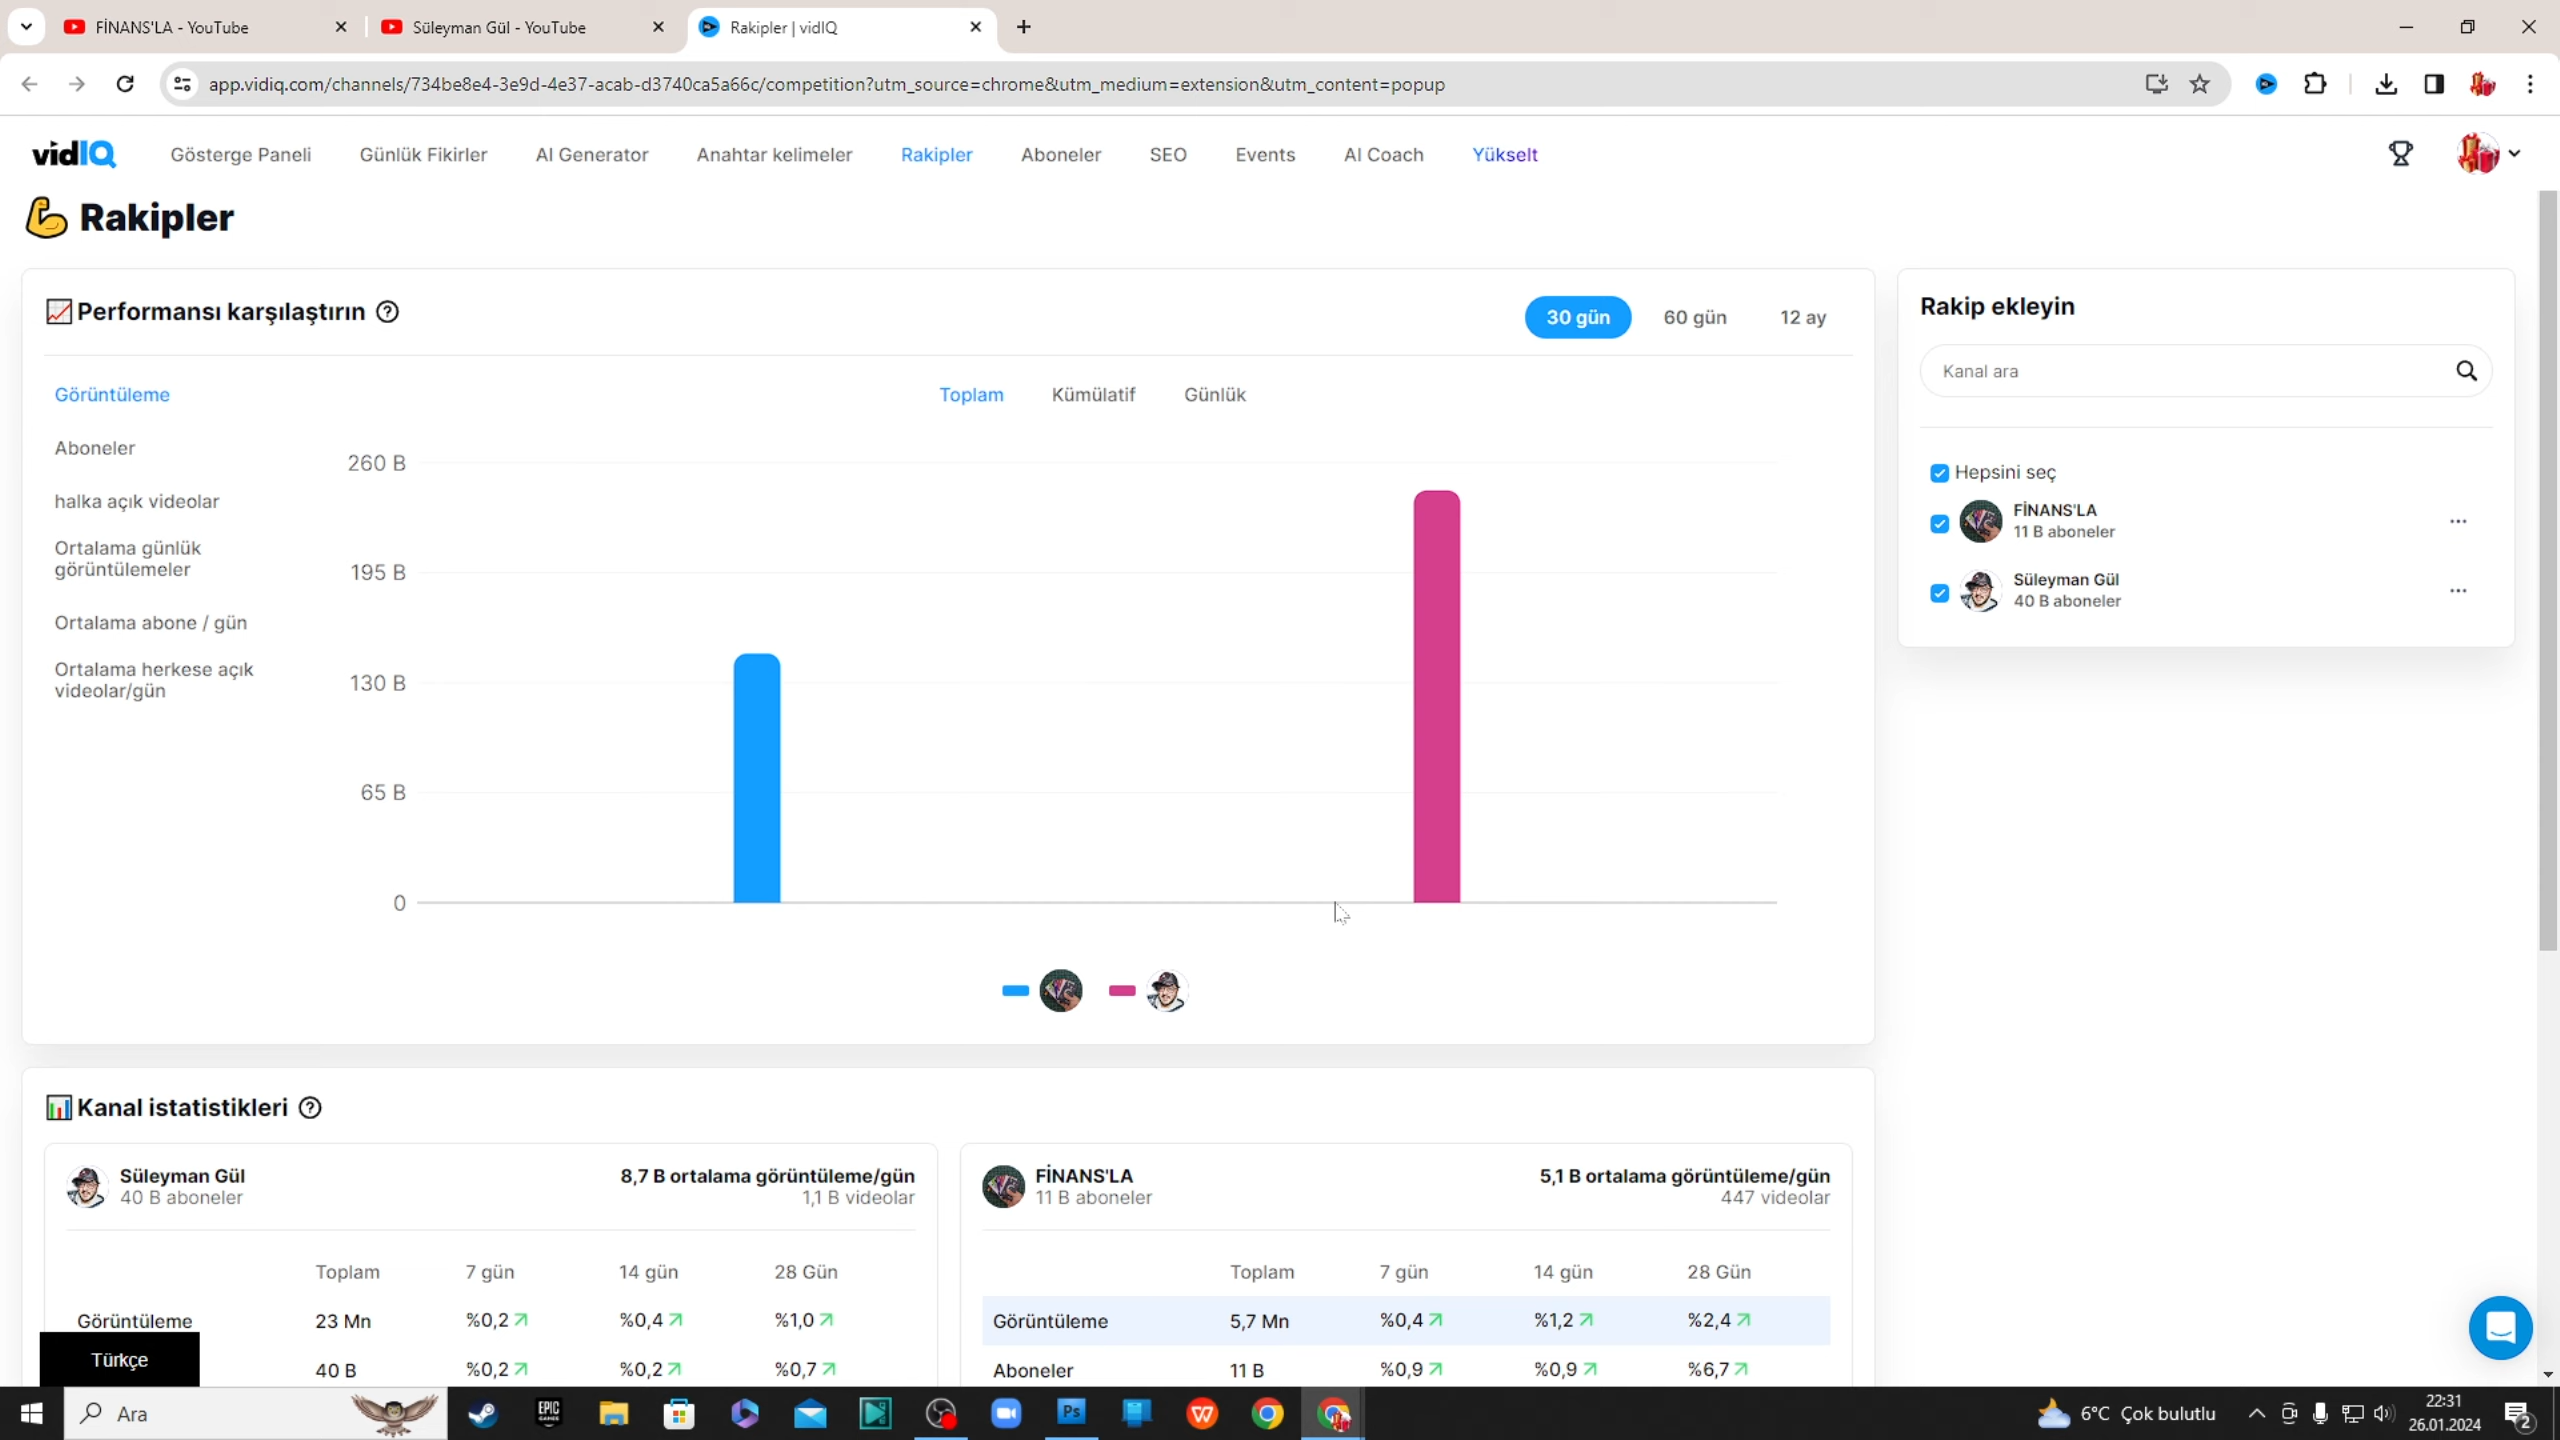 FİNANS'LA - YouTube
Süleyman Gül - YouTube
Rakipler | vidIQ
app.vidiq.com/channels/734be8e4-3e9d-4e37-acab-d3740ca5a66c/competition?utm_source=chrome&utm_medium=extension&utm_content=popup
vidIQ
Gösterge Paneli
Günlük Fikirler
AI Generator
Anahtar kelimeler
Rakipler
Aboneler
SEO
Events
AI Coach
Yükselt
Rakipler
Performansı karşılaştırın
30 gün
60 gün
12 ay
Görüntüleme
Aboneler
halka açık videolar
Ortalama günlük
görüntülemeler
Ortalama abone / gün
Ortalama herkese açık
videolar/gün
Toplam
Kümülatif
Günlük
260 B
195 B
130 B
65 B
0
Rakip ekleyin
Kanal ara
Hepsini seç
FİNANS'LA
11 B aboneler
Süleyman Gül
40 B aboneler
Kanal istatistikleri
Süleyman Gül
40 B aboneler
8,7 B ortalama görüntüleme/gün
1,1 B videolar
Toplam 7 gün 14 gün 28 Gün
Görüntüleme 23 Mn %0,2 %0,4 %1,0
40 B %0,2 %0,2 %0,7
FİNANS'LA
11 B aboneler
5,1 B ortalama görüntüleme/gün
447 videolar
Toplam 7 gün 14 gün 28 Gün
Görüntüleme 5,7 Mn %0,4 %1,2 %2,4
Aboneler 11 B %0,9 %0,9 %6,7
Türkçe
Ara
EPIC
GAMES
Ps
W
6°C Çok bulutlu
22:31
26.01.2024
2